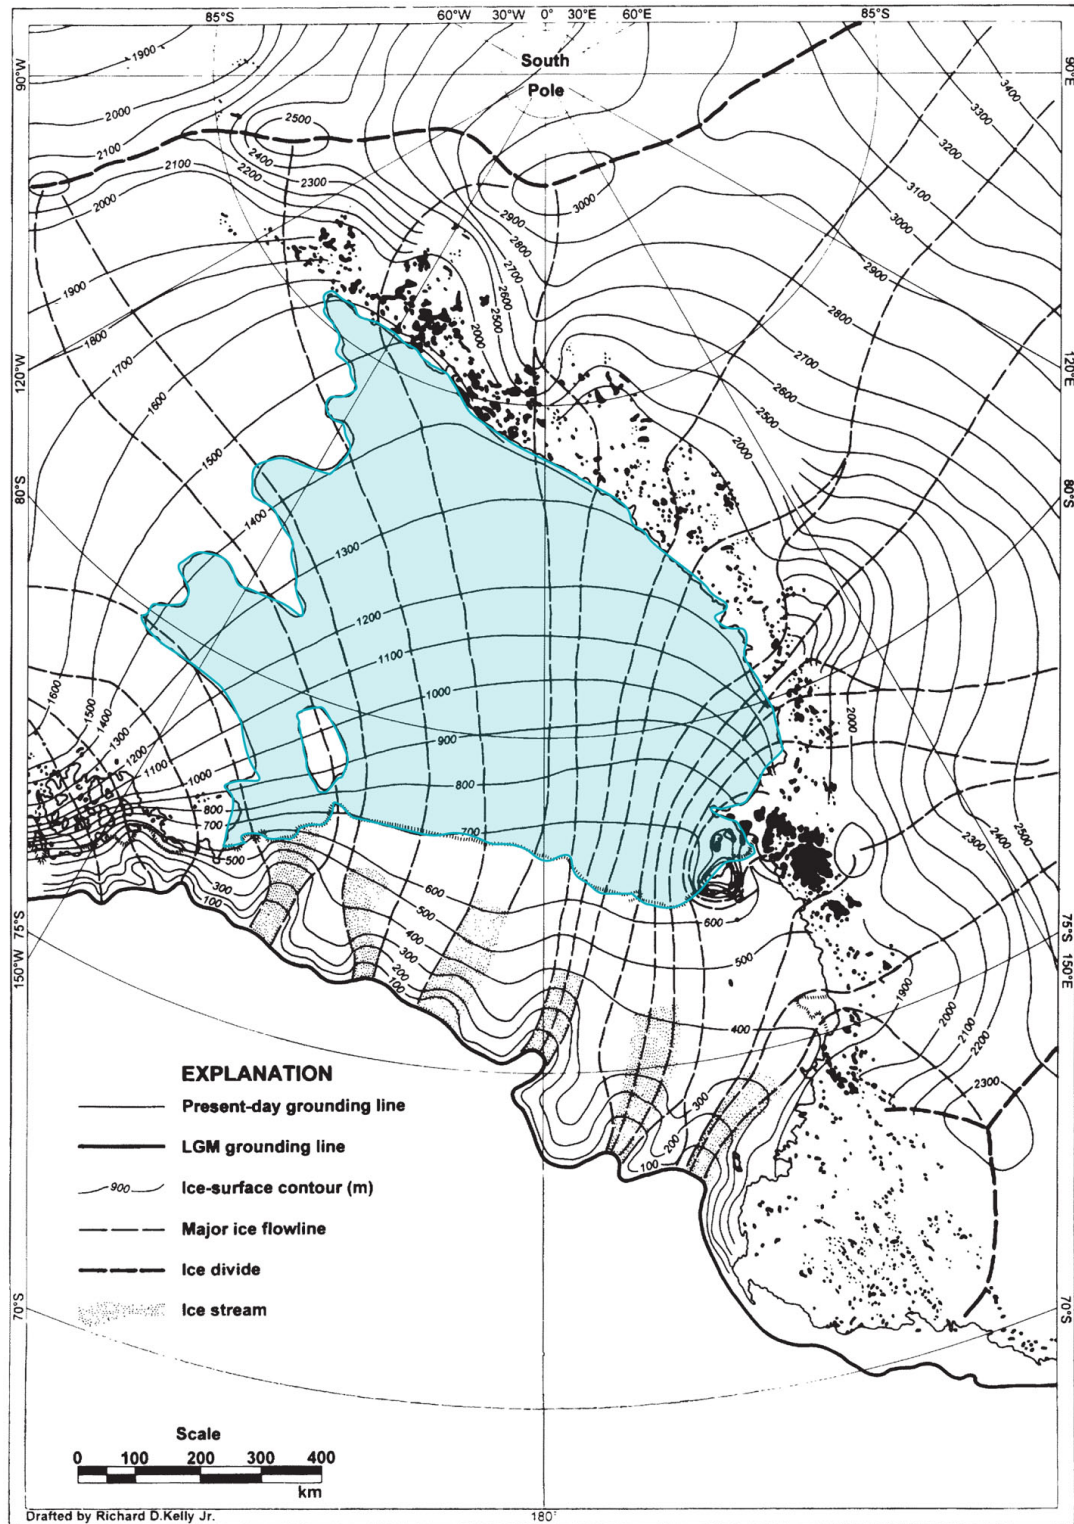 85°S
60°W 30°W 0° 30°E 60°E
85°S
90°W
90°E
South
Pole
1900
2000
2100
2500
2400
2200
2300
2100
2000
3400
3300
3200
3100
3000
2900
2800
2700
2600
2500
2000
3000
2900
2800
2700
2600
2500
2000
1900
1800
1700
1600
1500
1400
1300
1200
1100
1000
900
800
700
120°W
120°E
80°S
80°S
1600
1500
1400
1300
1200
1100
1000
800
700
500
300
100
600
500
400
300
200
100
600
500
400
300
200
100
2000
2300
2400
2500
1900
2000
2100
2200
2300
75°S
150°W
75°S
150°E
EXPLANATION
Present-day grounding line
LGM grounding line
900
Ice-surface contour (m)
Major ice flowline
Ice divide
Ice stream
70°S
70°S
Scale
0 100 200 300 400
km
Drafted by Richard D.Kelly Jr.
180°